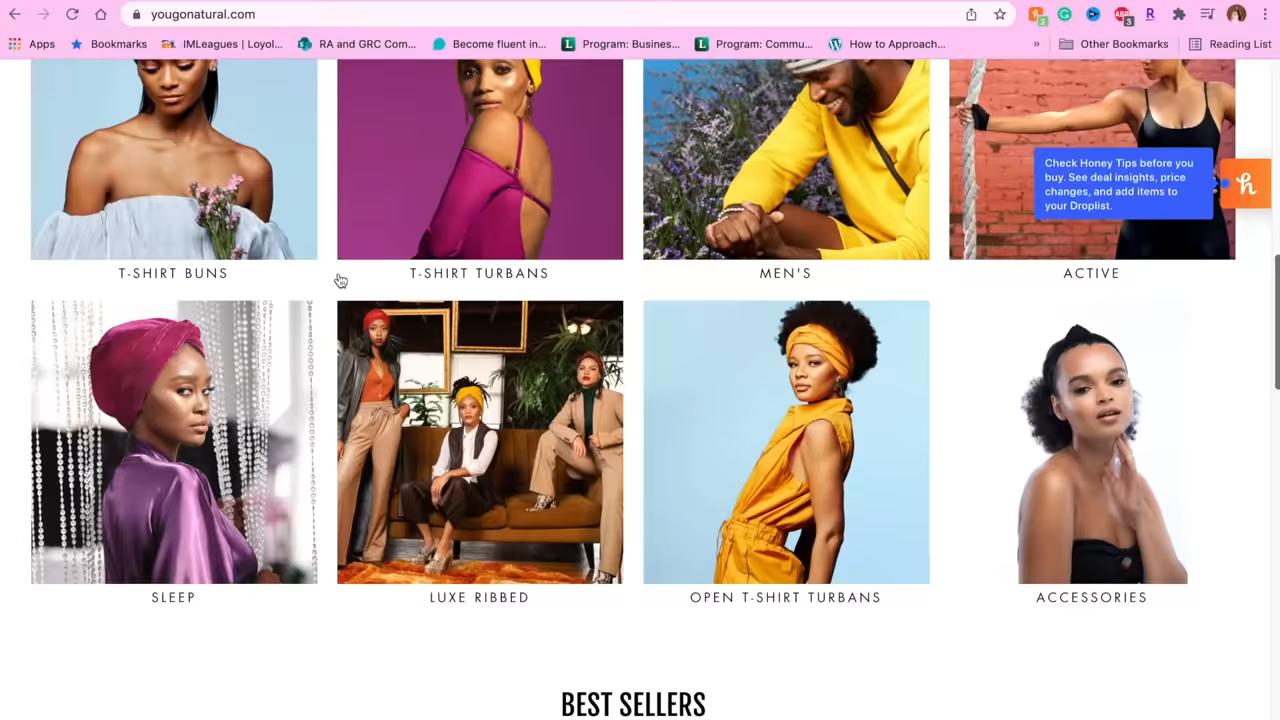 yougonatural.com
2
3
R
Apps
Bookmarks
IMLeagues | Loyol...
RA and GRC Com...
Become fluent in...
L
Program: Busines...
L
Program: Commu...
How to Approach...
»
Other Bookmarks
Reading List
Check Honey Tips before you
buy. See deal insights, price
changes, and add items to
your Droplist.
h
T-SHIRT BUNS
T-SHIRT TURBANS
MEN'S
ACTIVE
SLEEP
LUXE RIBBED
OPEN T-SHIRT TURBANS
ACCESSORIES
BEST SELLERS